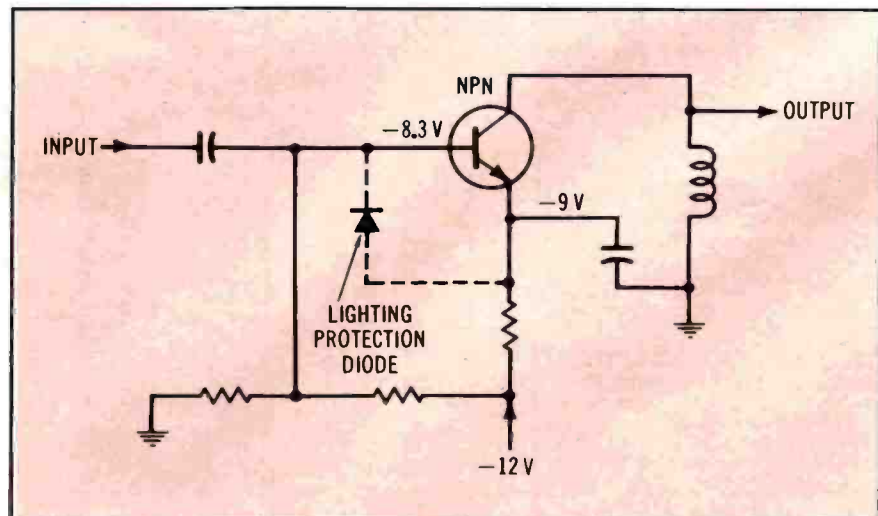 NPN
OUTPUT
−8.3 V
INPUT
−9 V
LIGHTING
PROTECTION
DIODE
−12 V